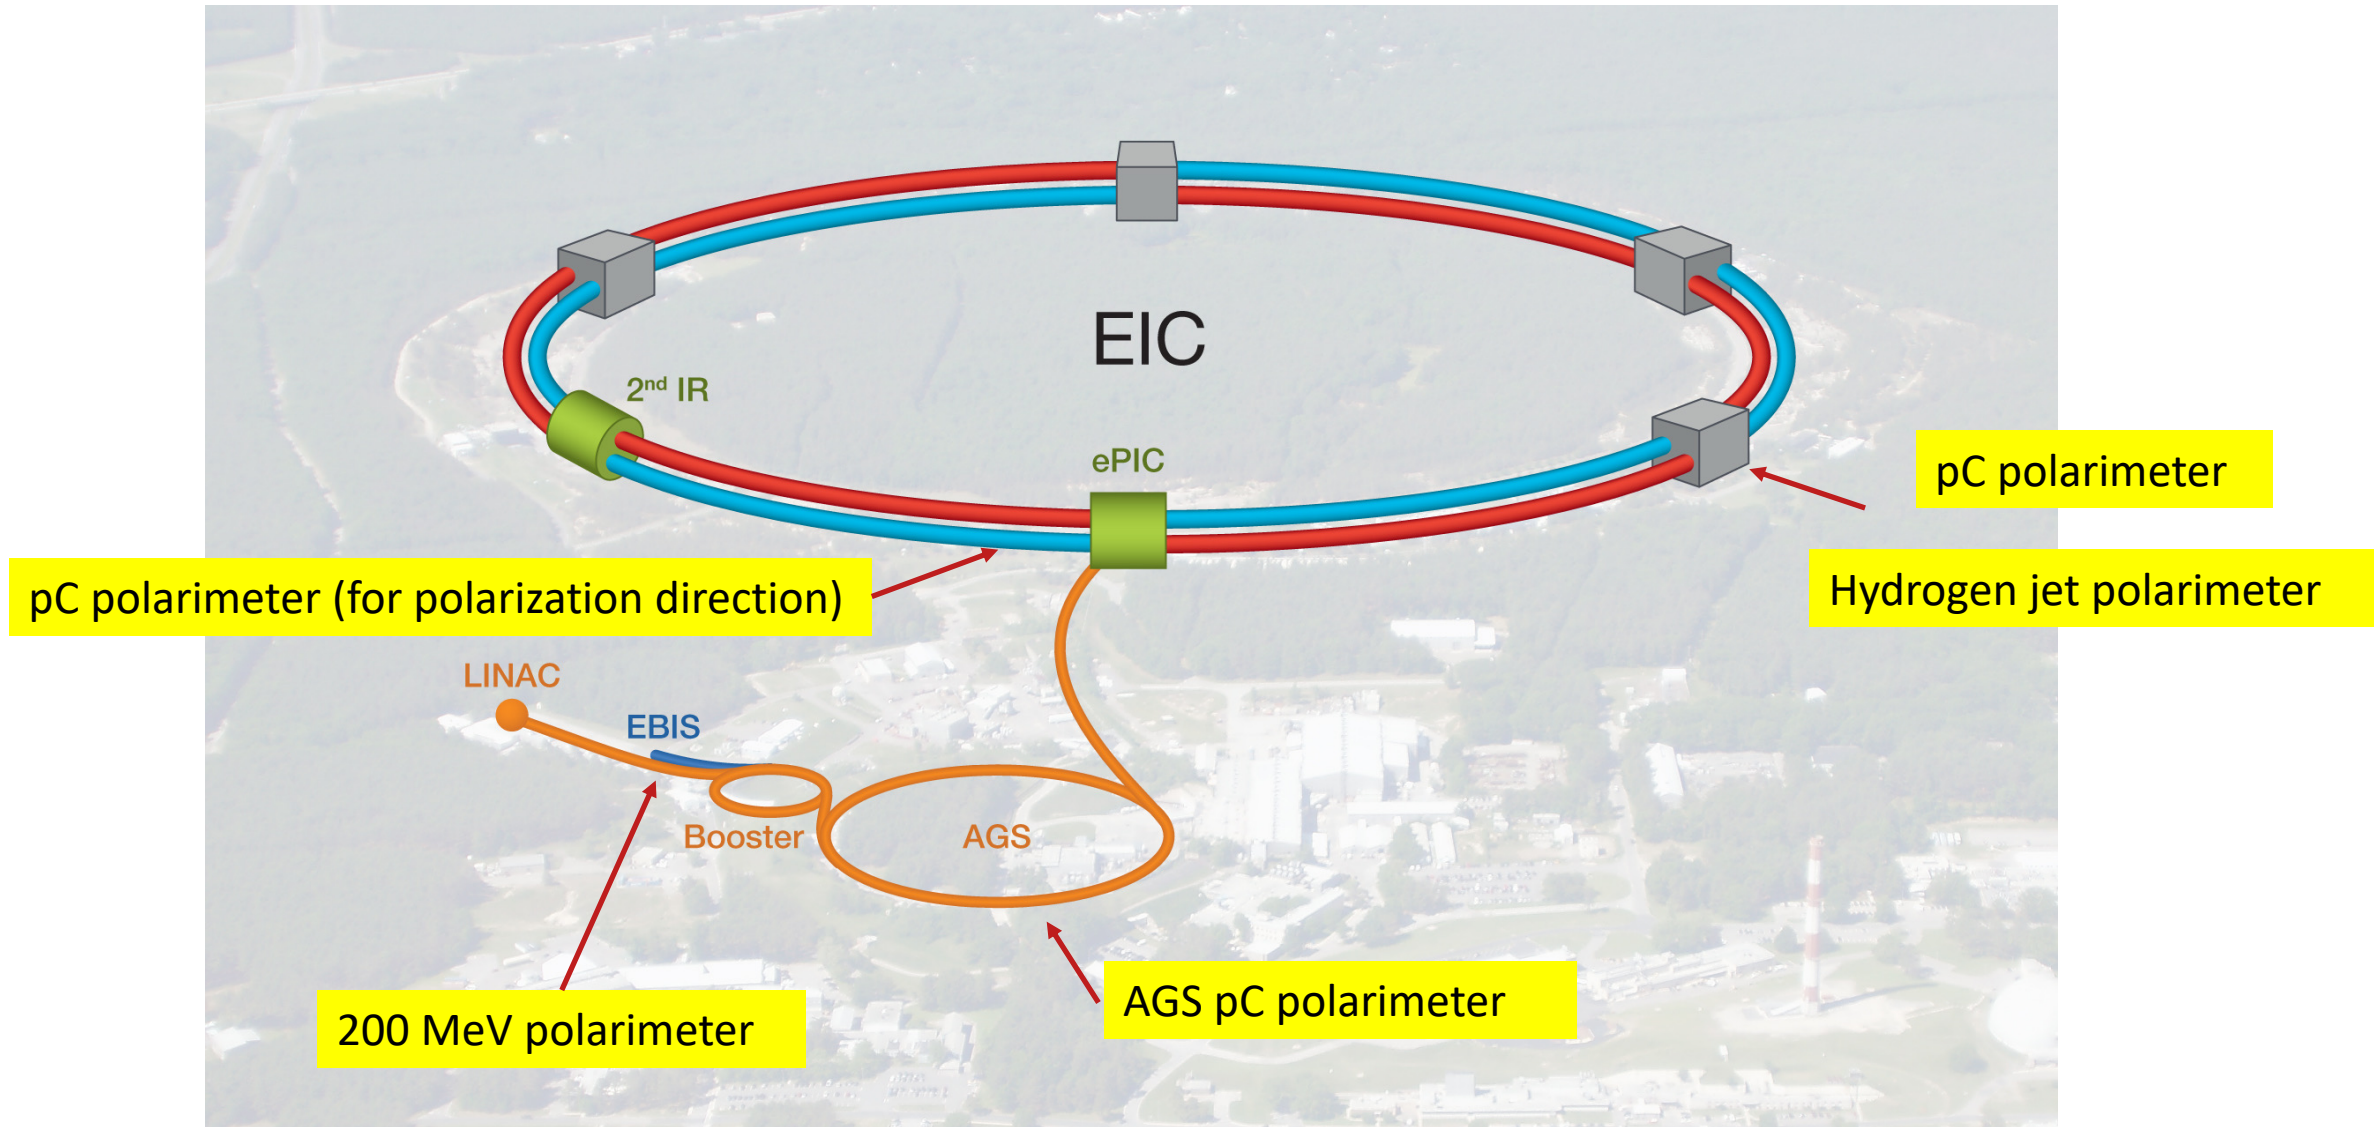 EIC
2nd IR
ePIC
pC polarimeter
Hydrogen jet polarimeter
pC polarimeter (for polarization direction)
LINAC
EBIS
Booster
AGS
AGS pC polarimeter
200 MeV polarimeter